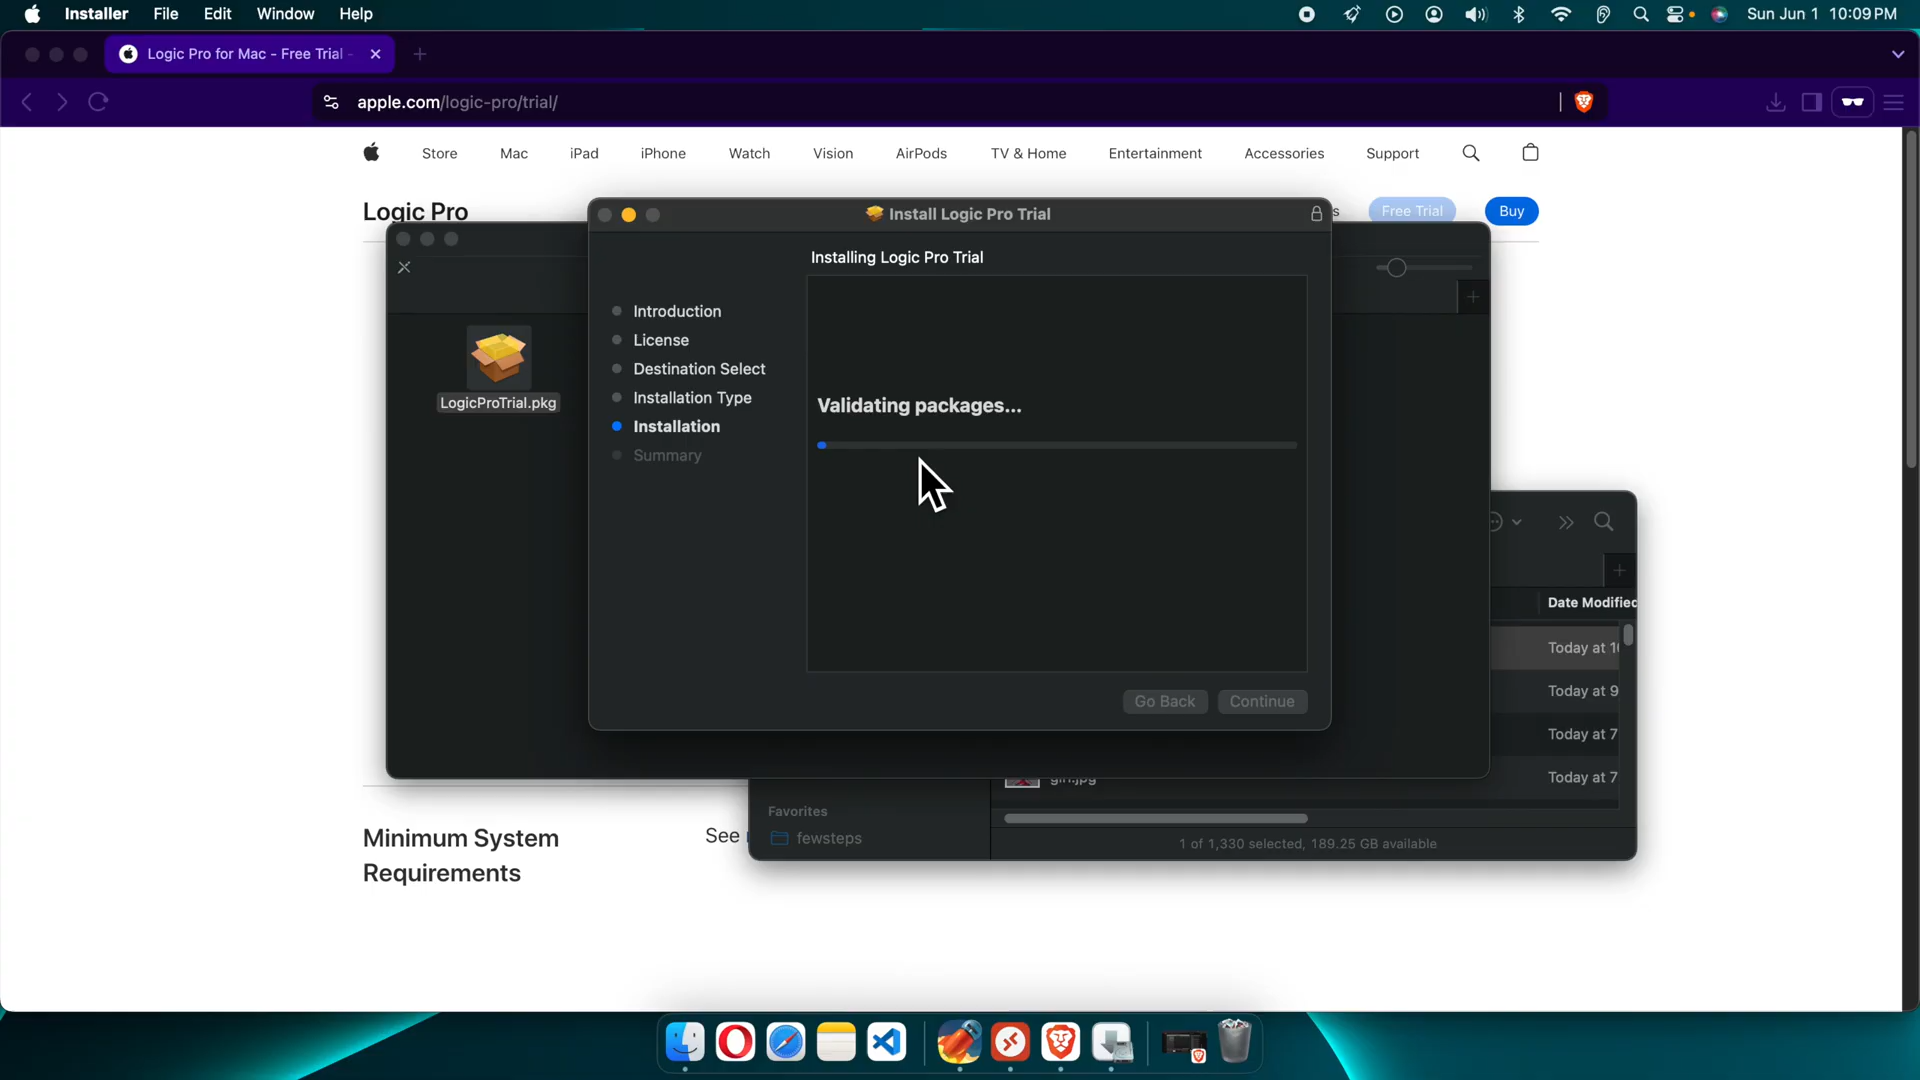 Installer File Edit Window Help Sun Jun 1 10:09 PM
Logic Pro for Mac - Free Trial -
apple.com/logic-pro/trial/
Store Mac iPad iPhone Watch Vision AirPods TV & Home Entertainment Accessories Support
Logic Pro
s Free Trial Buy
Install Logic Pro Trial
Installing Logic Pro Trial
Introduction
License
Destination Select
Installation Type
Installation
Summary
Validating packages...
LogicProTrial.pkg
Go Back Continue
Date Modified
Today at 1
Today at 9
Today at 7
girl.jpg Today at 7
Favorites
fewsteps
1 of 1,330 selected, 189.25 GB available
Minimum System
Requirements
See